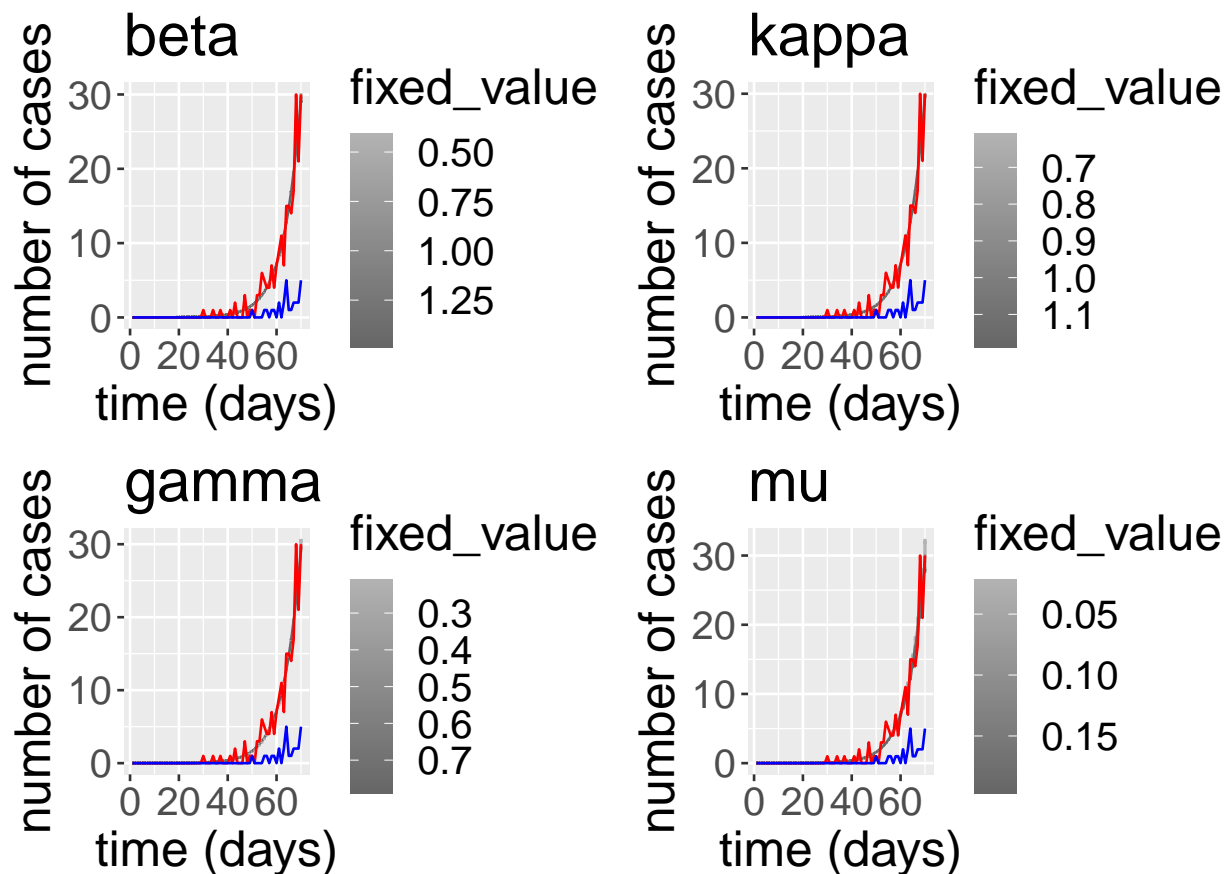 beta
number of cases
30
20
10
0
0 20 40 60
time (days)
fixed_value
0.50
0.75
1.00
1.25
kappa
number of cases
30
20
10
0
0 20 40 60
time (days)
fixed_value
0.7
0.8
0.9
1.0
1.1
gamma
number of cases
30
20
10
0
0 20 40 60
time (days)
fixed_value
0.3
0.4
0.5
0.6
0.7
mu
number of cases
30
20
10
0
0 20 40 60
time (days)
fixed_value
0.05
0.10
0.15